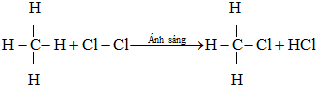 H H
Ánh sáng
H – C – H + Cl – Cl ⟶ H – C – Cl + HCl
H H